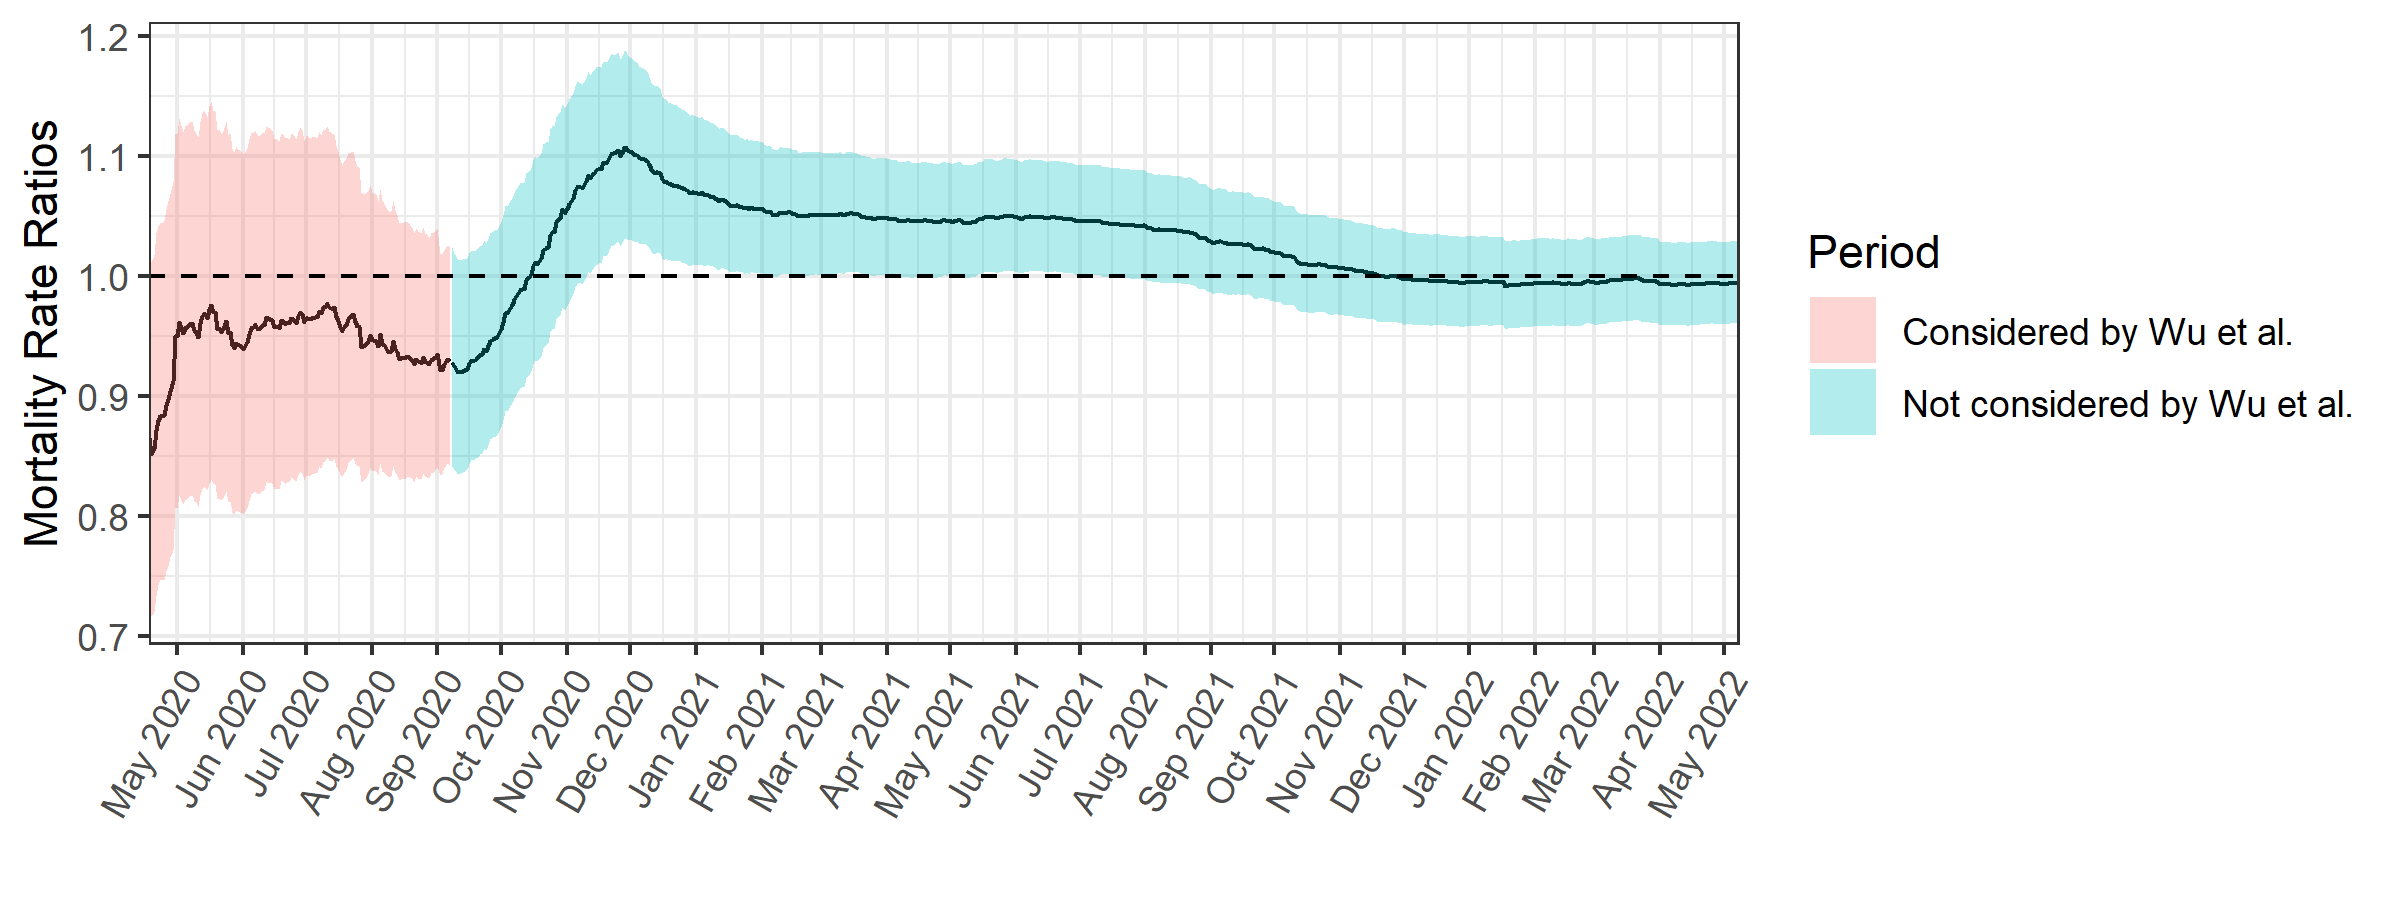 Mortality Rate Ratios
1.2
1.1
1.0
0.9
0.8
0.7
May 2020
Jun 2020
Jul 2020
Aug 2020
Sep 2020
Oct 2020
Nov 2020
Dec 2020
Jan 2021
Feb 2021
Mar 2021
Apr 2021
May 2021
Jun 2021
Jul 2021
Aug 2021
Sep 2021
Oct 2021
Nov 2021
Dec 2021
Jan 2022
Feb 2022
Mar 2022
Apr 2022
May 2022
Period
Considered by Wu et al.
Not considered by Wu et al.